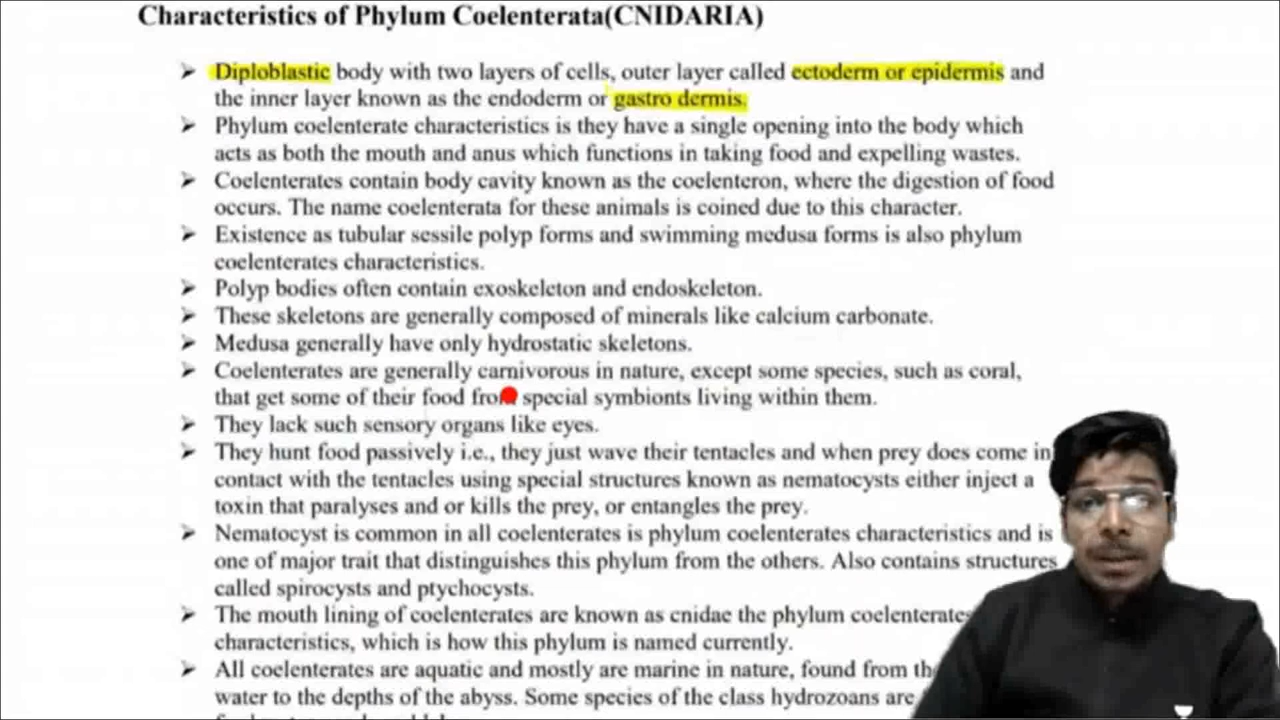 Characteristics of Phylum Coelenterata(CNIDARIA)
➤ Diploblastic body with two layers of cells, outer layer called ectoderm or epidermis and
the inner layer known as the endoderm or gastro dermis.
➤ Phylum coelenterate characteristics is they have a single opening into the body which
acts as both the mouth and anus which functions in taking food and expelling wastes.
➤ Coelenterates contain body cavity known as the coelenteron, where the digestion of food
occurs. The name coelenterata for these animals is coined due to this character.
➤ Existence as tubular sessile polyp forms and swimming medusa forms is also phylum
coelenterates characteristics.
➤ Polyp bodies often contain exoskeleton and endoskeleton.
➤ These skeletons are generally composed of minerals like calcium carbonate.
➤ Medusa generally have only hydrostatic skeletons.
➤ Coelenterates are generally carnivorous in nature, except some species, such as coral,
that get some of their food from special symbionts living within them.
➤ They lack such sensory organs like eyes.
➤ They hunt food passively i.e., they just wave their tentacles and when prey does come in
contact with the tentacles using special structures known as nematocysts either inject a
toxin that paralyses and or kills the prey, or entangles the prey.
➤ Nematocyst is common in all coelenterates is phylum coelenterates characteristics and is
one of major trait that distinguishes this phylum from the others. Also contains structures
called spirocysts and ptychocysts.
➤ The mouth lining of coelenterates are known as cnidae the phylum coelenterates
characteristics, which is how this phylum is named currently.
➤ All coelenterates are aquatic and mostly are marine in nature, found from
water to the depths of the abyss. Some species of the class hydrozoans are